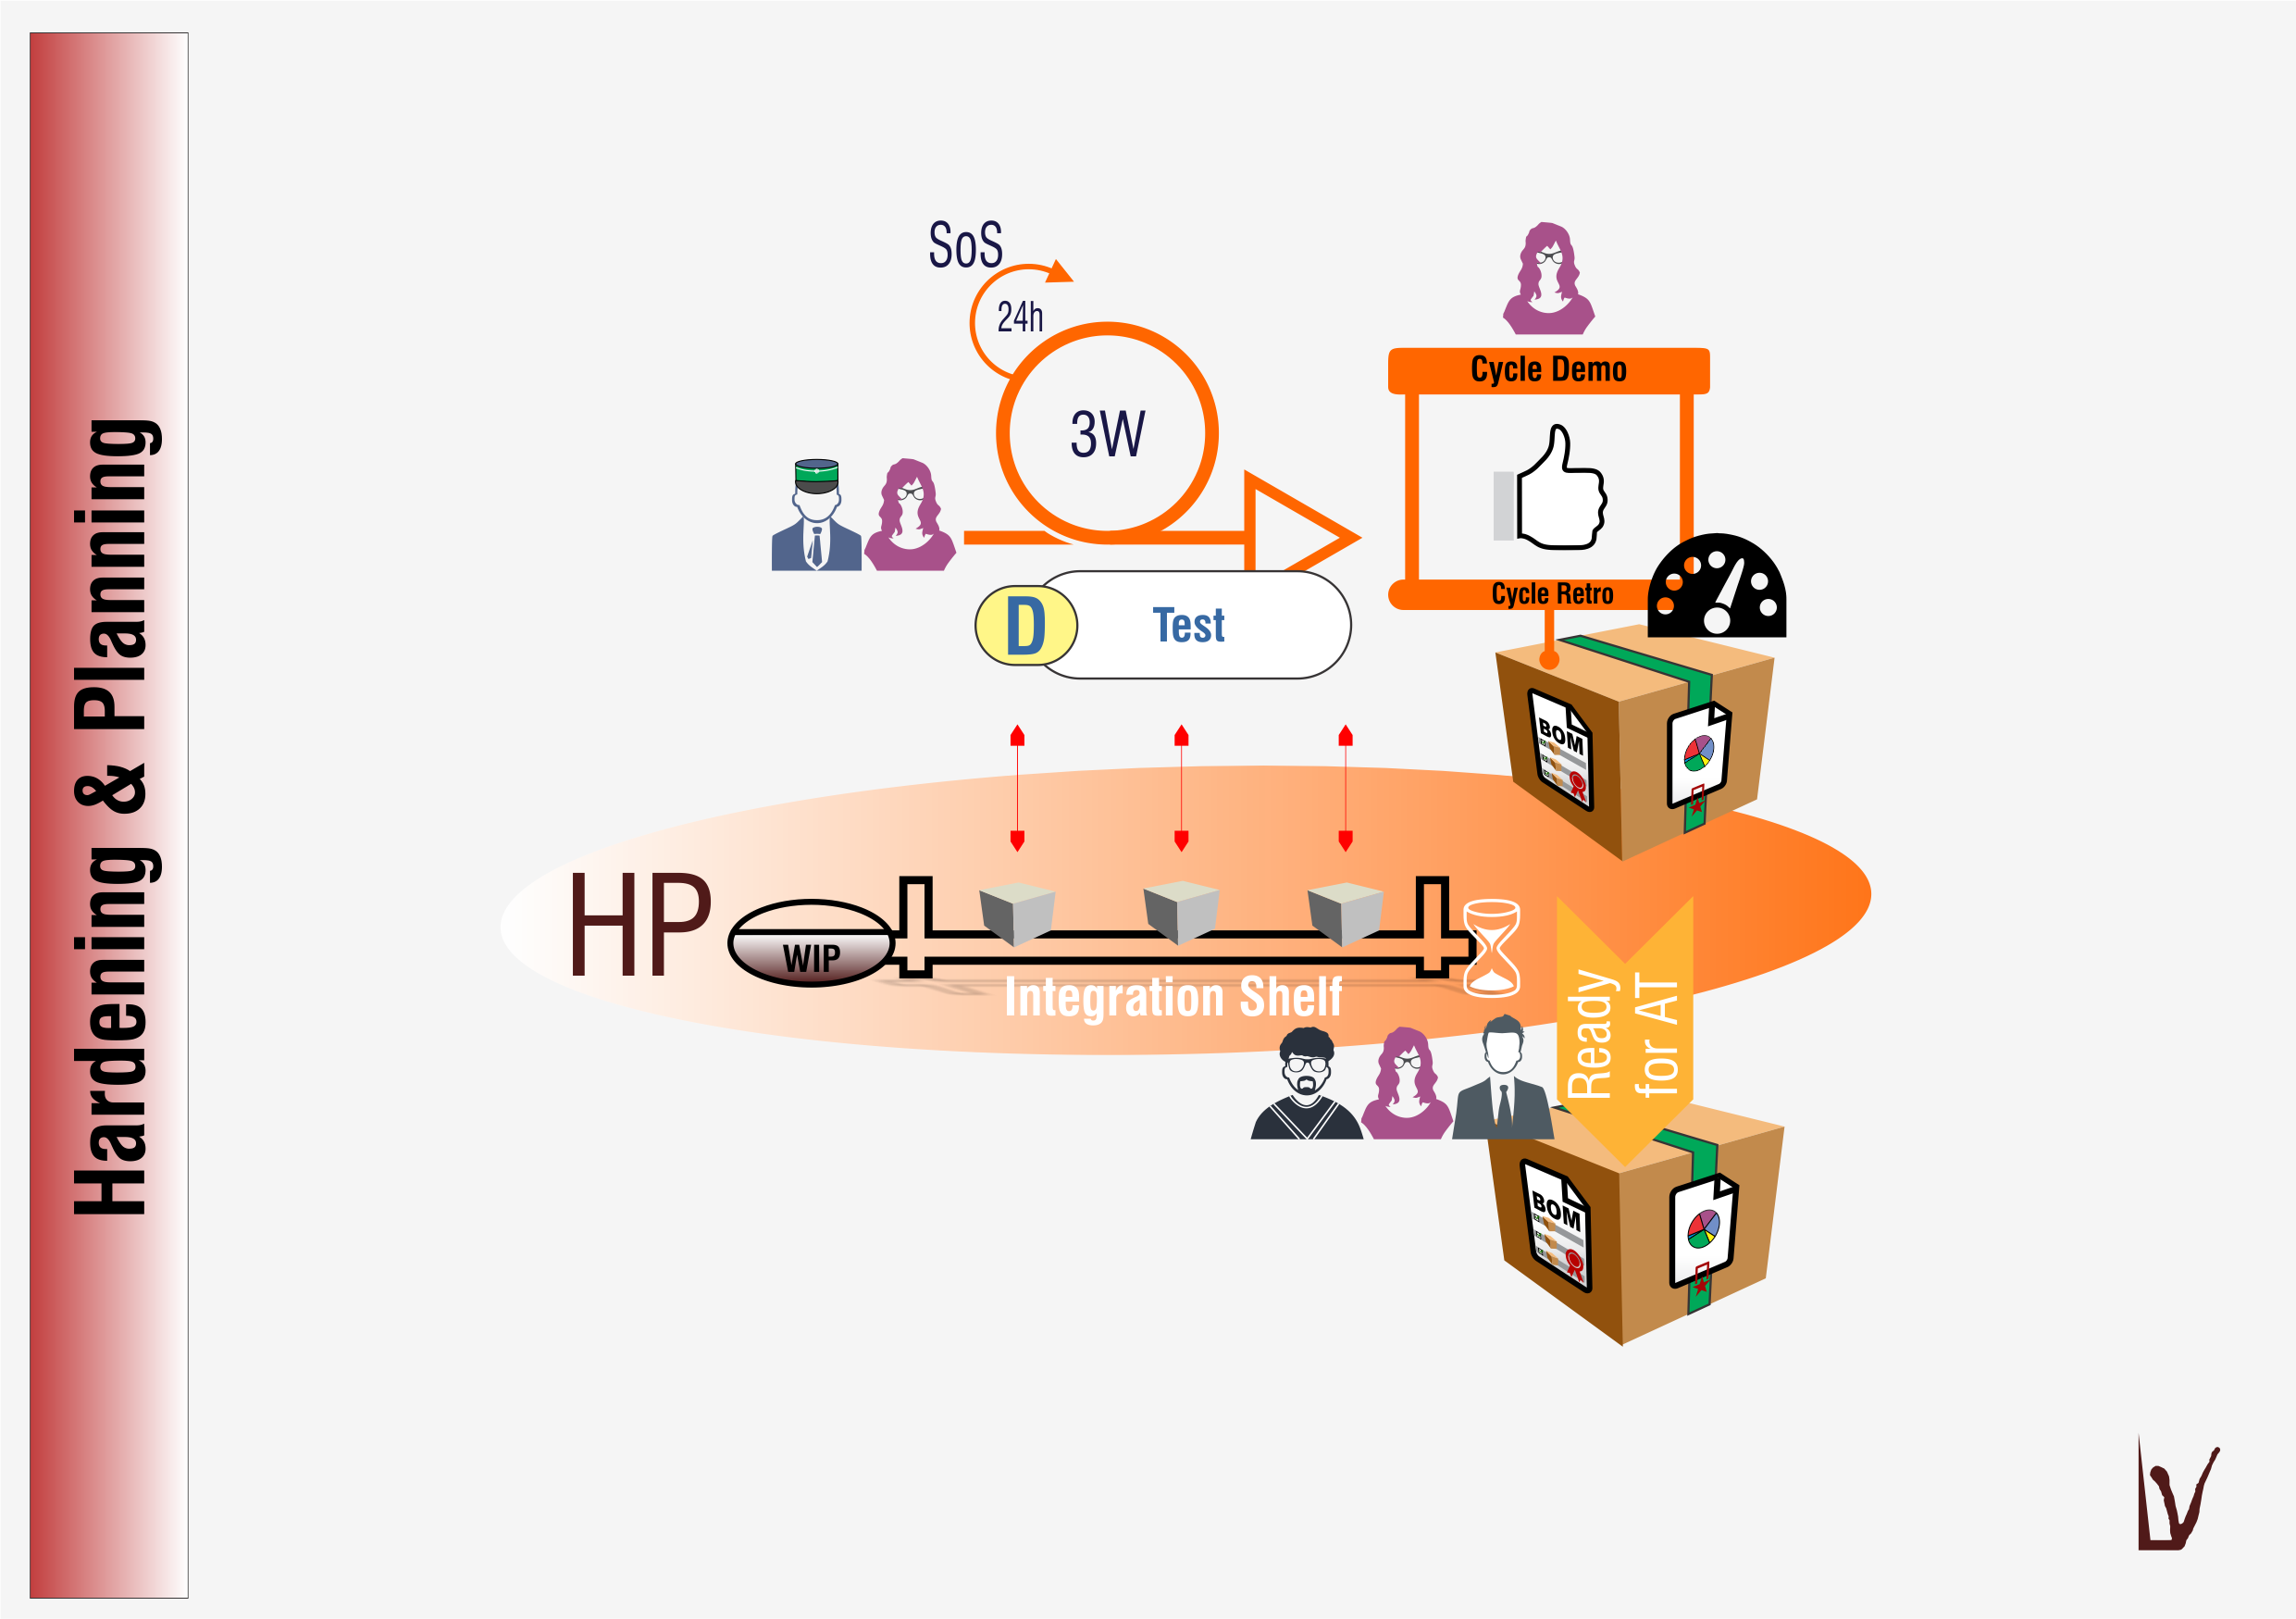 Hardening & Planning
SoS
24h
3W
Cycle Demo
Cycle Retro
D
Test
BOM
HP
WIP
Integration Shelf
Ready
for AT
BOM